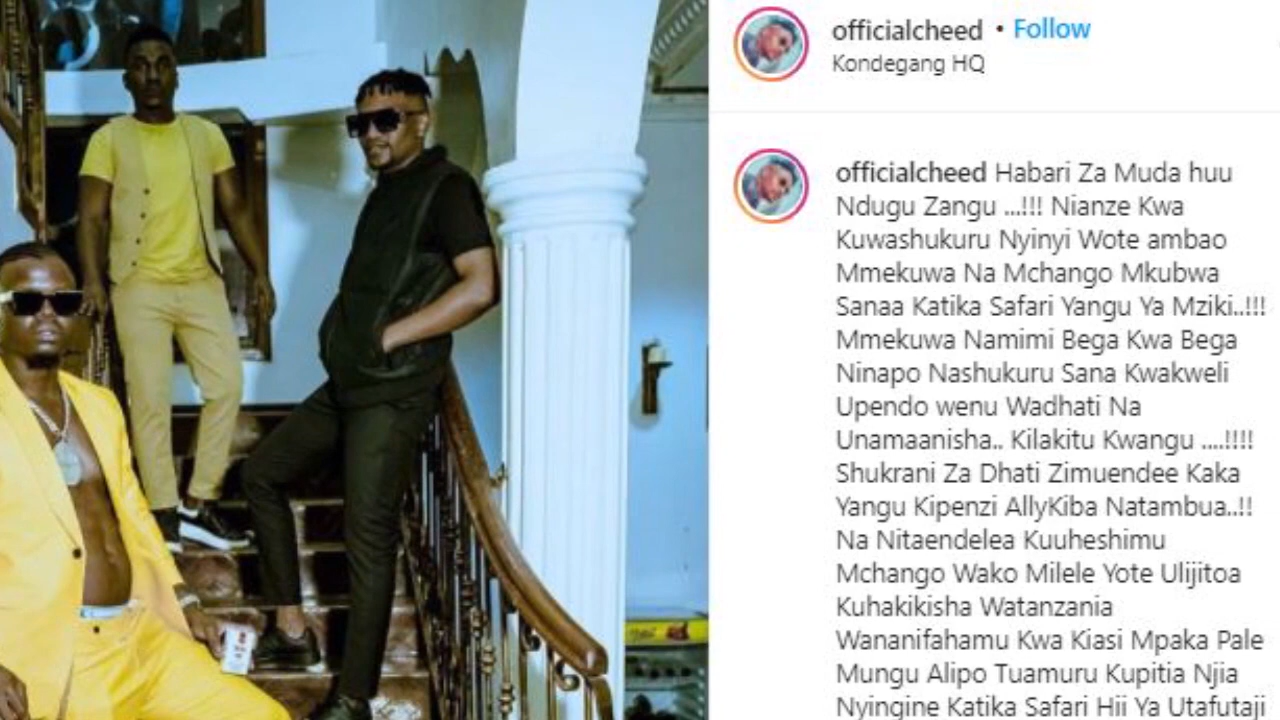 officialcheed • Follow
Kondegang HQ
officialcheed Habari Za Muda huu
Ndugu Zangu ...!!! Nianze Kwa
Kuwashukuru Nyinyi Wote ambao
Mmekuwa Na Mchango Mkubwa
Sanaa Katika Safari Yangu Ya Mziki..!!!
Mmekuwa Namimi Bega Kwa Bega
Ninapo Nashukuru Sana Kwakweli
Upendo wenu Wadhati Na
Unamaanisha.. Kilakitu Kwangu ....!!!!
Shukrani Za Dhati Zimuendee Kaka
Yangu Kipenzi AllyKiba Natambua..!!
Na Nitaendelea Kuuheshimu
Mchango Wako Milele Yote Ulijitoa
Kuhakikisha Watanzania
Wananifahamu Kwa Kiasi Mpaka Pale
Mungu Alipo Tuamuru Kupitia Njia
Nyingine Katika Safari Hii Ya Utafutaji